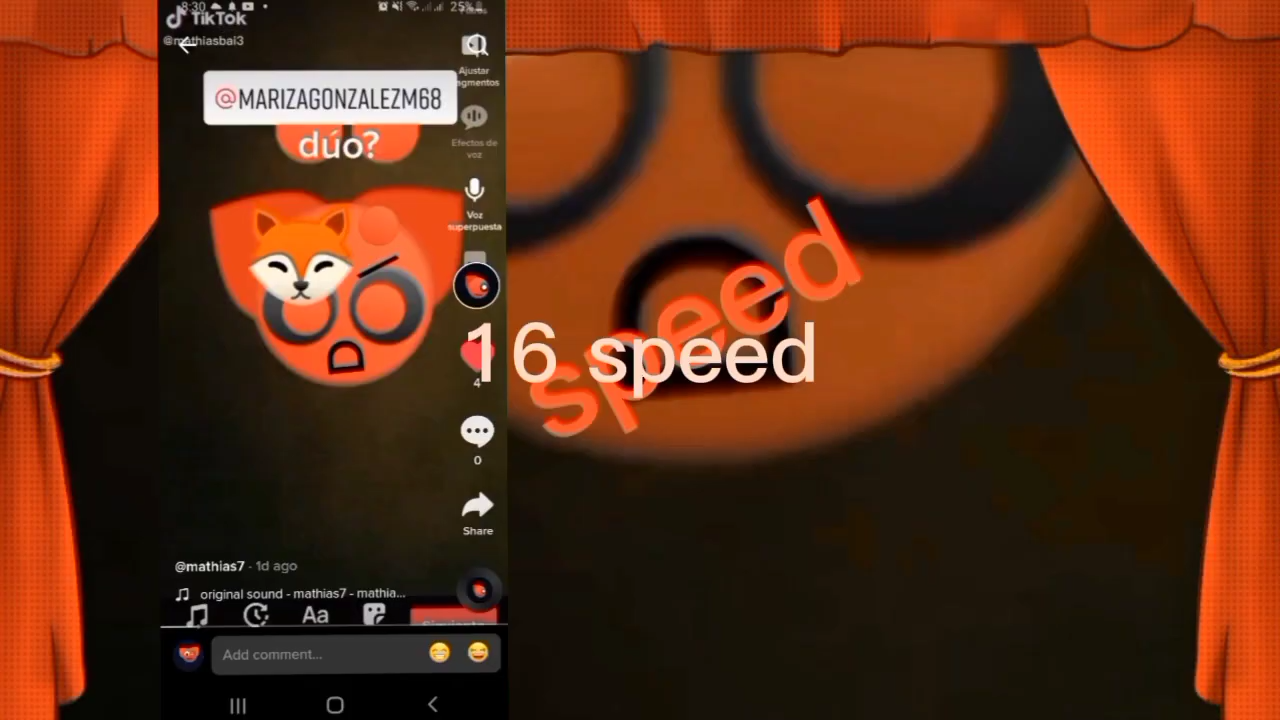 8:30
25%
TikTok
@mathiasbai3
@MARIZAGONZALEZM68
dúo?
Ajustar
Efectos de
voz
Voz
superpuesta
speed
16 speed
4
0
Share
@mathias7 · 1d ago
original sound - mathias7 - mathia...
Aa
Add comment...